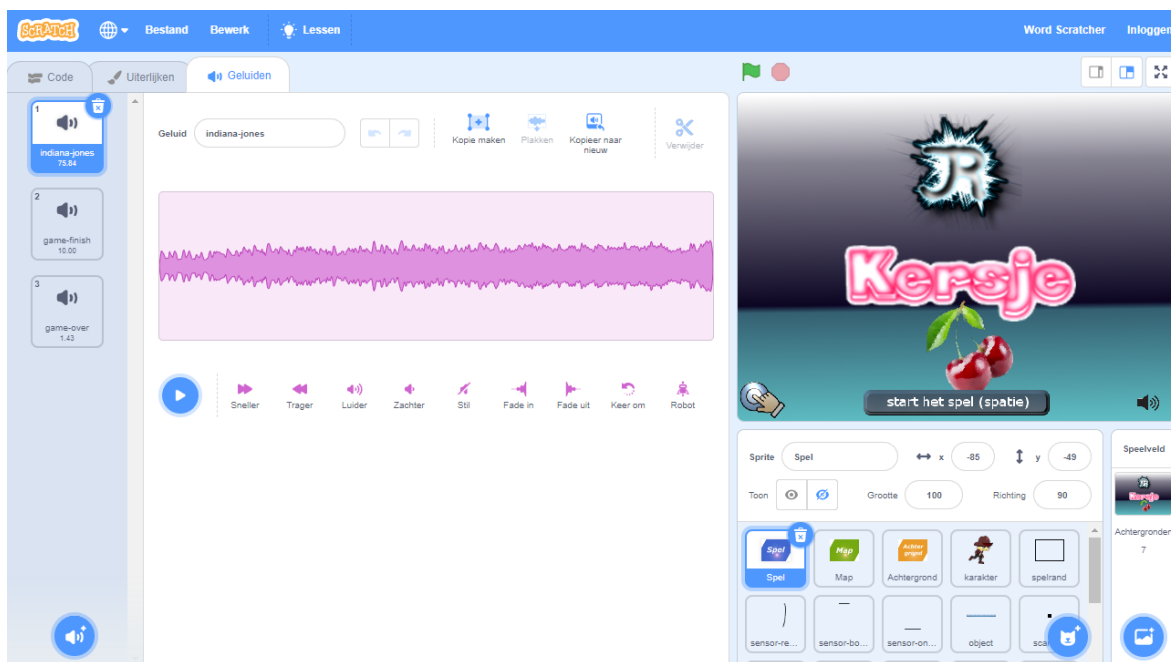 SCRATCH
Bestand
Bewerk
Lessen
Word Scratcher
Inloggen
Code
Uiterlijken
Geluiden
1
indiana-jones
75.84
2
game-finish
10.00
3
game-over
1.43
Geluid
indiana-jones
Kopie maken
Plakken
Kopieer naar
nieuw
Verwijder
Sneller
Trager
Luider
Zachter
Stil
Fade in
Fade uit
Keer om
Robot
JR
Kersje
start het spel (spatie)
Sprite
Spel
x
-85
y
-49
Toon
Grootte
100
Richting
90
Spel
Spel
Map
Map
Achter
grond
Achtergrond
karakter
spelrand
sensor-re...
sensor-bo...
sensor-on...
object
Speelveld
Kersje
Achtergronden
7